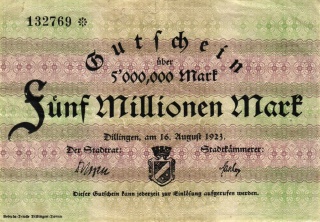 132769 ※
Gutschein
über
5'000,000 Mark
Fünf Millionen Mark
Dillingen, am 16. August 1923.
Der Stadtrat: Stadtkämmerer:
Dieser Gutschein kann jederzeit zur Einlösung aufgerufen werden.